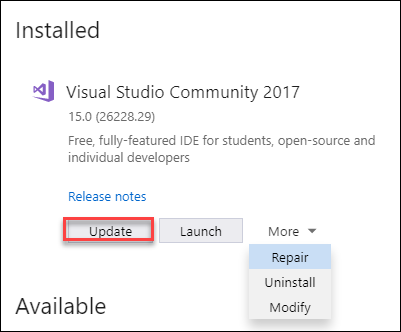 Installed
Visual Studio Community 2017
15.0 (26228.29)
Free, fully-featured IDE for students, open-source and
individual developers
Release notes
Update
Launch
More
Repair
Uninstall
Modify
Available